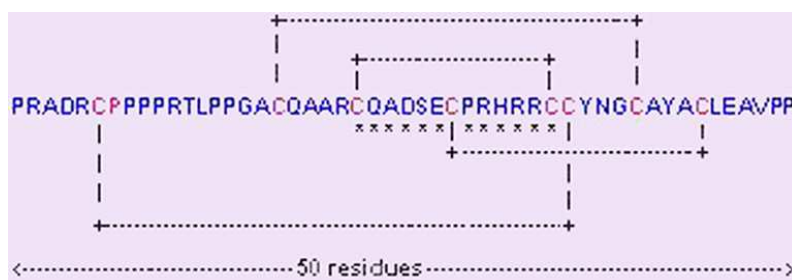 PRADRCPPPPRTLPPGACQAARCQADSECPRHRRCCYNGCAYACLEAVPP
50 residues